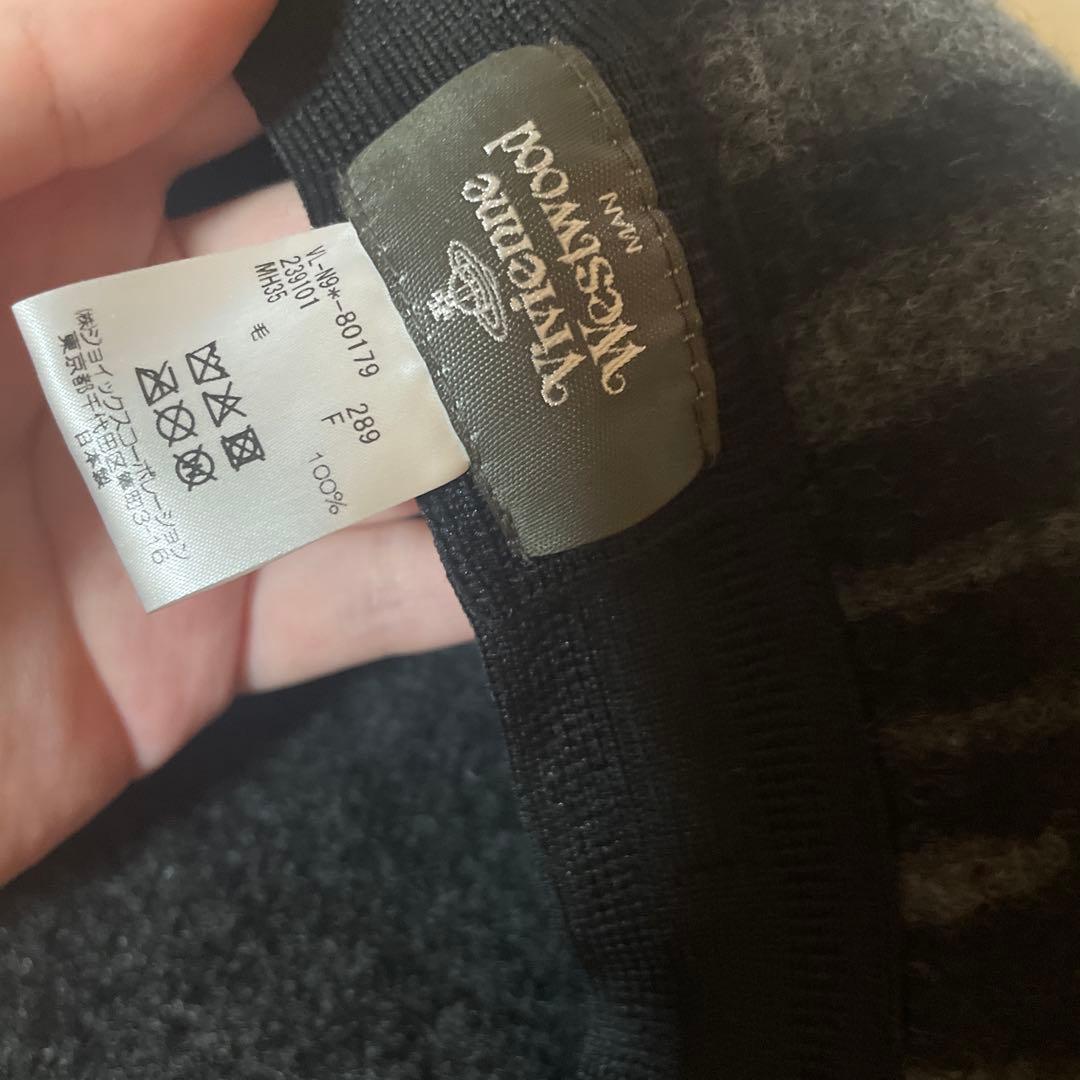 Vivienne
Westwood
MAN
VL-N9*-80179 289
239101 F
MH35
毛 100%
㈱ジョイックスコーポレーション
東京都千代田区麹町3-16
日本製